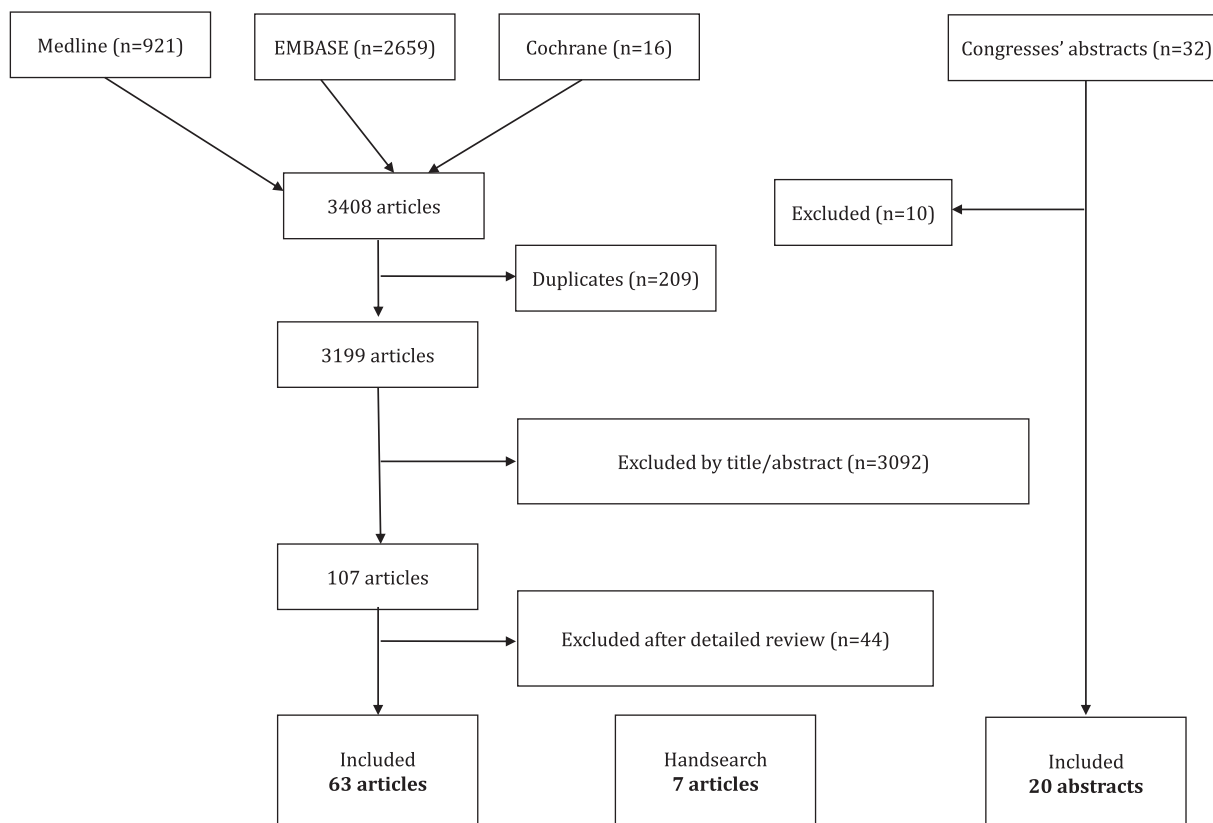 Medline (n=921)
EMBASE (n=2659)
Cochrane (n=16)
Congresses’ abstracts (n=32)
3408 articles
Excluded (n=10)
Duplicates (n=209)
3199 articles
Excluded by title/abstract (n=3092)
107 articles
Excluded after detailed review (n=44)
Included
63 articles
Handsearch
7 articles
Included
20 abstracts